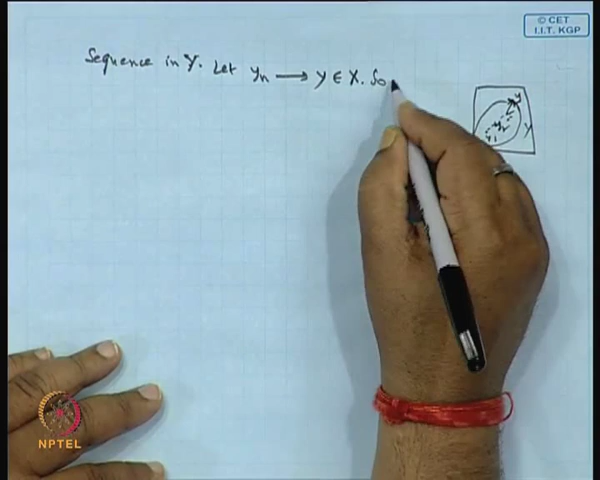 © CET
I.I.T. KGP
Sequence in Y. Let yn ⟶ y ∈ X. So
y
Y
NPTEL